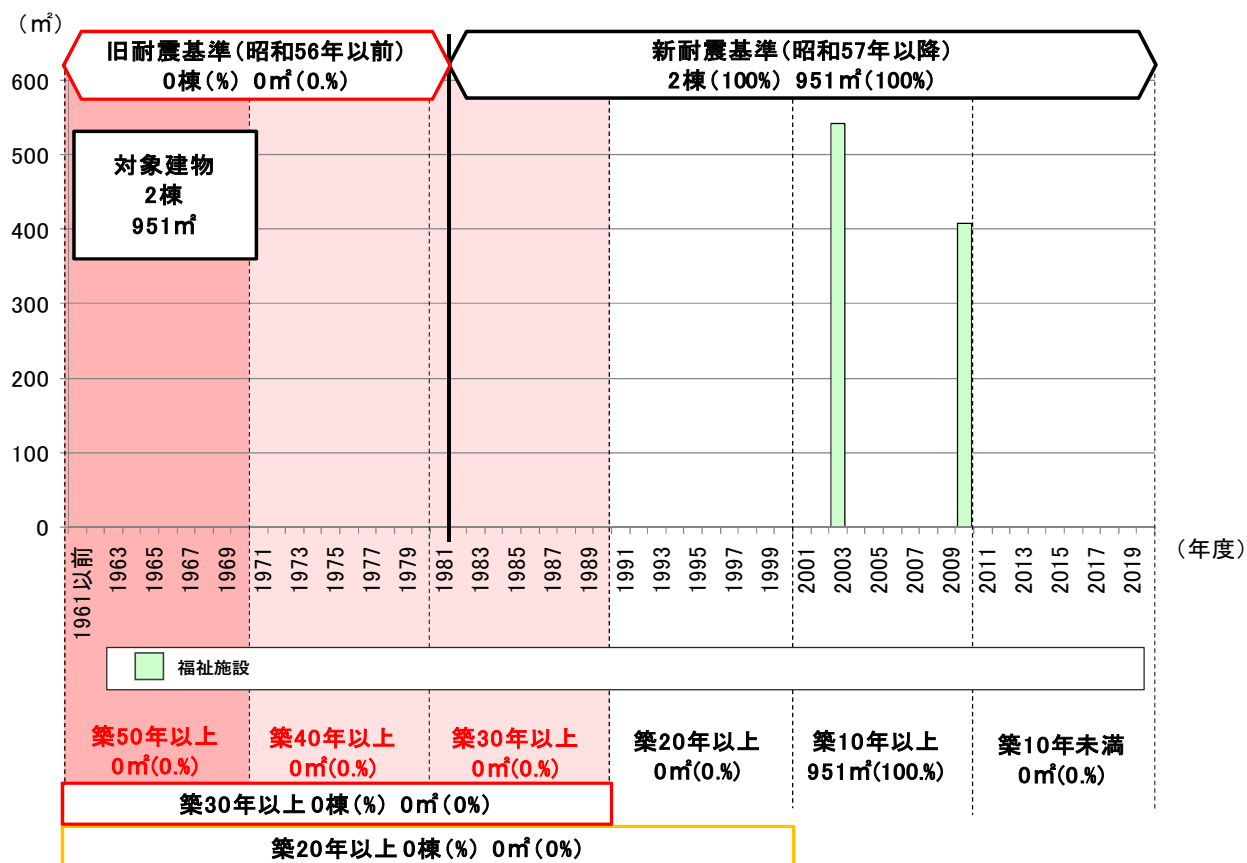 （㎡）
旧耐震基準（昭和56年以前）
0棟（%） 0㎡（0.%）
新耐震基準（昭和57年以降）
2棟（100%） 951㎡（100%）
対象建物
2棟
951㎡
600
500
400
300
200
100
0
1961以前
1963
1965
1967
1969
1971
1973
1975
1977
1979
1981
1983
1985
1987
1989
1991
1993
1995
1997
1999
2001
2003
2005
2007
2009
2011
2013
2015
2017
2019
（年度）
福祉施設
築50年以上
0㎡(0.%)
築40年以上
0㎡(0.%)
築30年以上
0㎡(0.%)
築20年以上
0㎡(0.%)
築10年以上
951㎡(100.%)
築10年未満
0㎡(0.%)
築30年以上 0棟(%) 0㎡(0%)
築20年以上 0棟(%) 0㎡(0%)